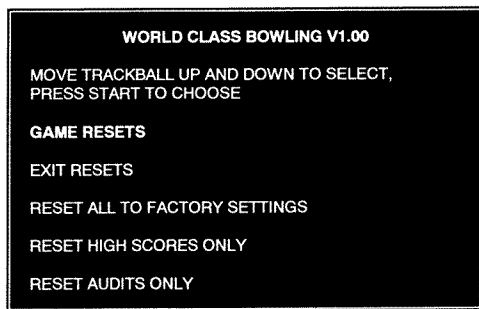 WORLD CLASS BOWLING V1.00
MOVE TRACKBALL UP AND DOWN TO SELECT,
PRESS START TO CHOOSE
GAME RESETS
EXIT RESETS
RESET ALL TO FACTORY SETTINGS
RESET HIGH SCORES ONLY
RESET AUDITS ONLY